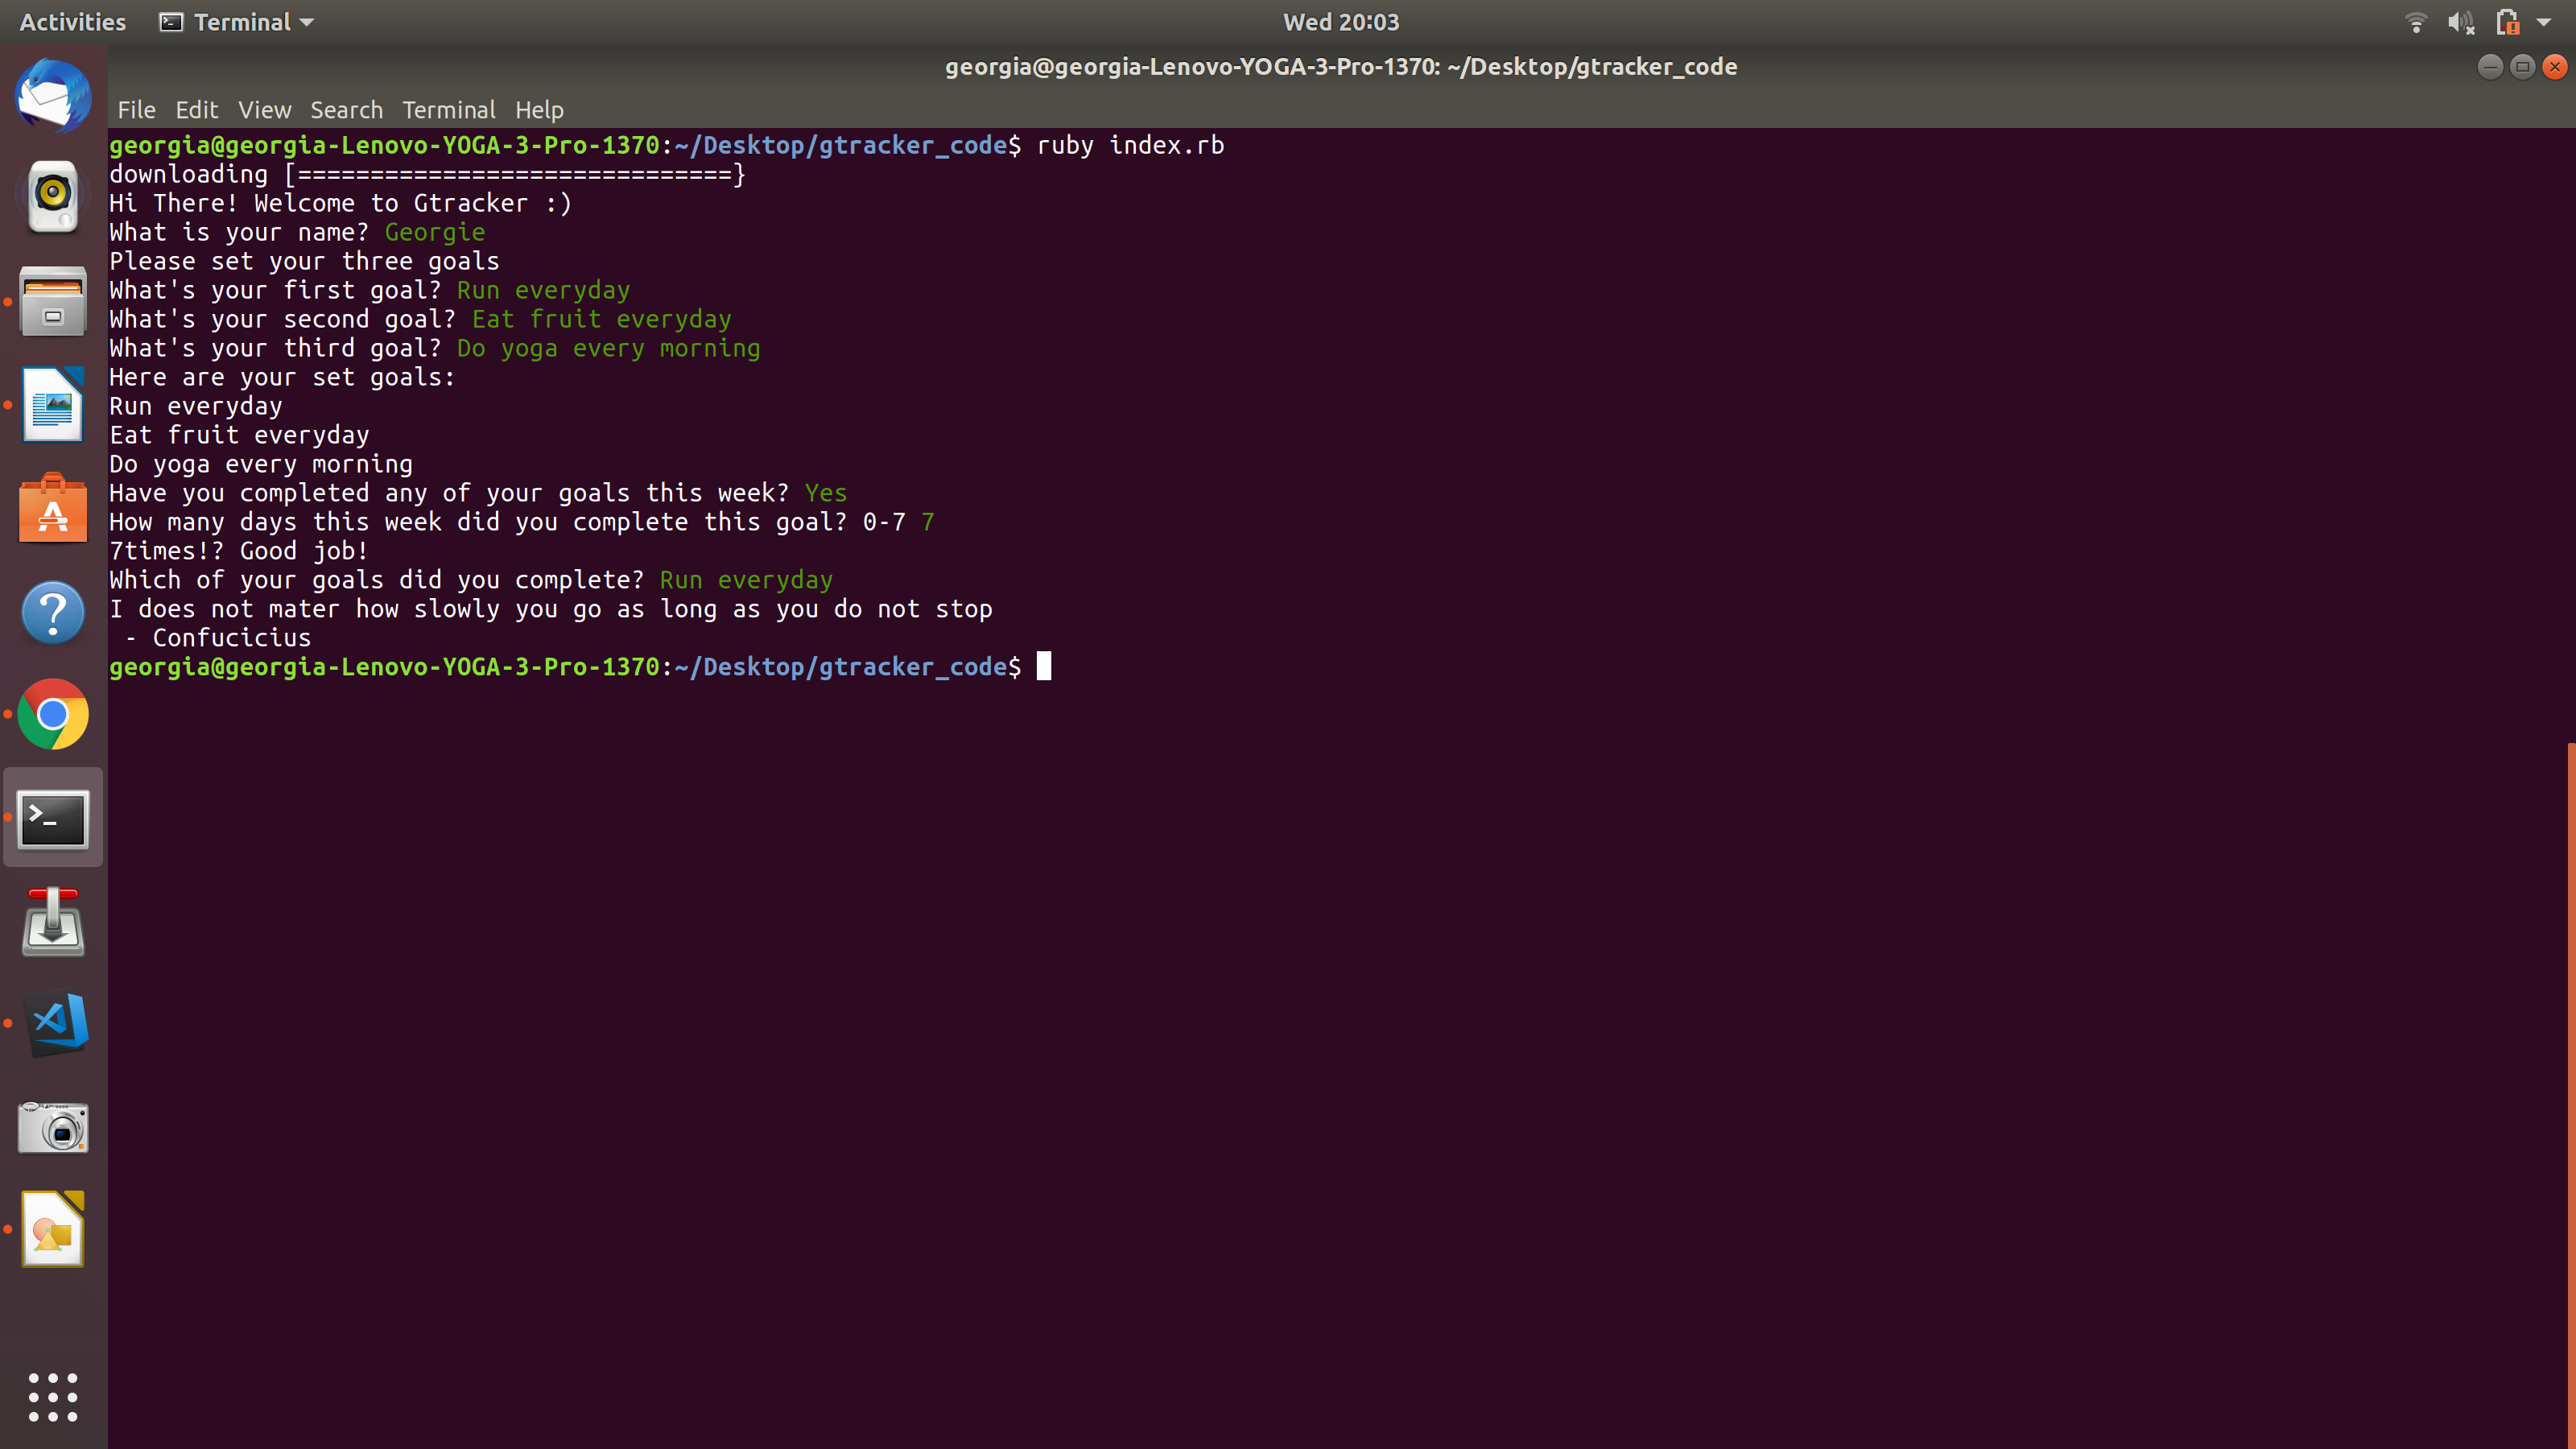 Activities Terminal Wed 20:03
georgia@georgia-Lenovo-YOGA-3-Pro-1370: ~/Desktop/gtracker_code
File Edit View Search Terminal Help
georgia@georgia-Lenovo-YOGA-3-Pro-1370:~/Desktop/gtracker_code$ ruby index.rb
downloading [==============================}
Hi There! Welcome to Gtracker :)
What is your name? Georgie
Please set your three goals
What's your first goal? Run everyday
What's your second goal? Eat fruit everyday
What's your third goal? Do yoga every morning
Here are your set goals:
Run everyday
Eat fruit everyday
Do yoga every morning
Have you completed any of your goals this week? Yes
How many days this week did you complete this goal? 0-7 7
7times!? Good job!
Which of your goals did you complete? Run everyday
I does not mater how slowly you go as long as you do not stop
 - Confucicius
georgia@georgia-Lenovo-YOGA-3-Pro-1370:~/Desktop/gtracker_code$